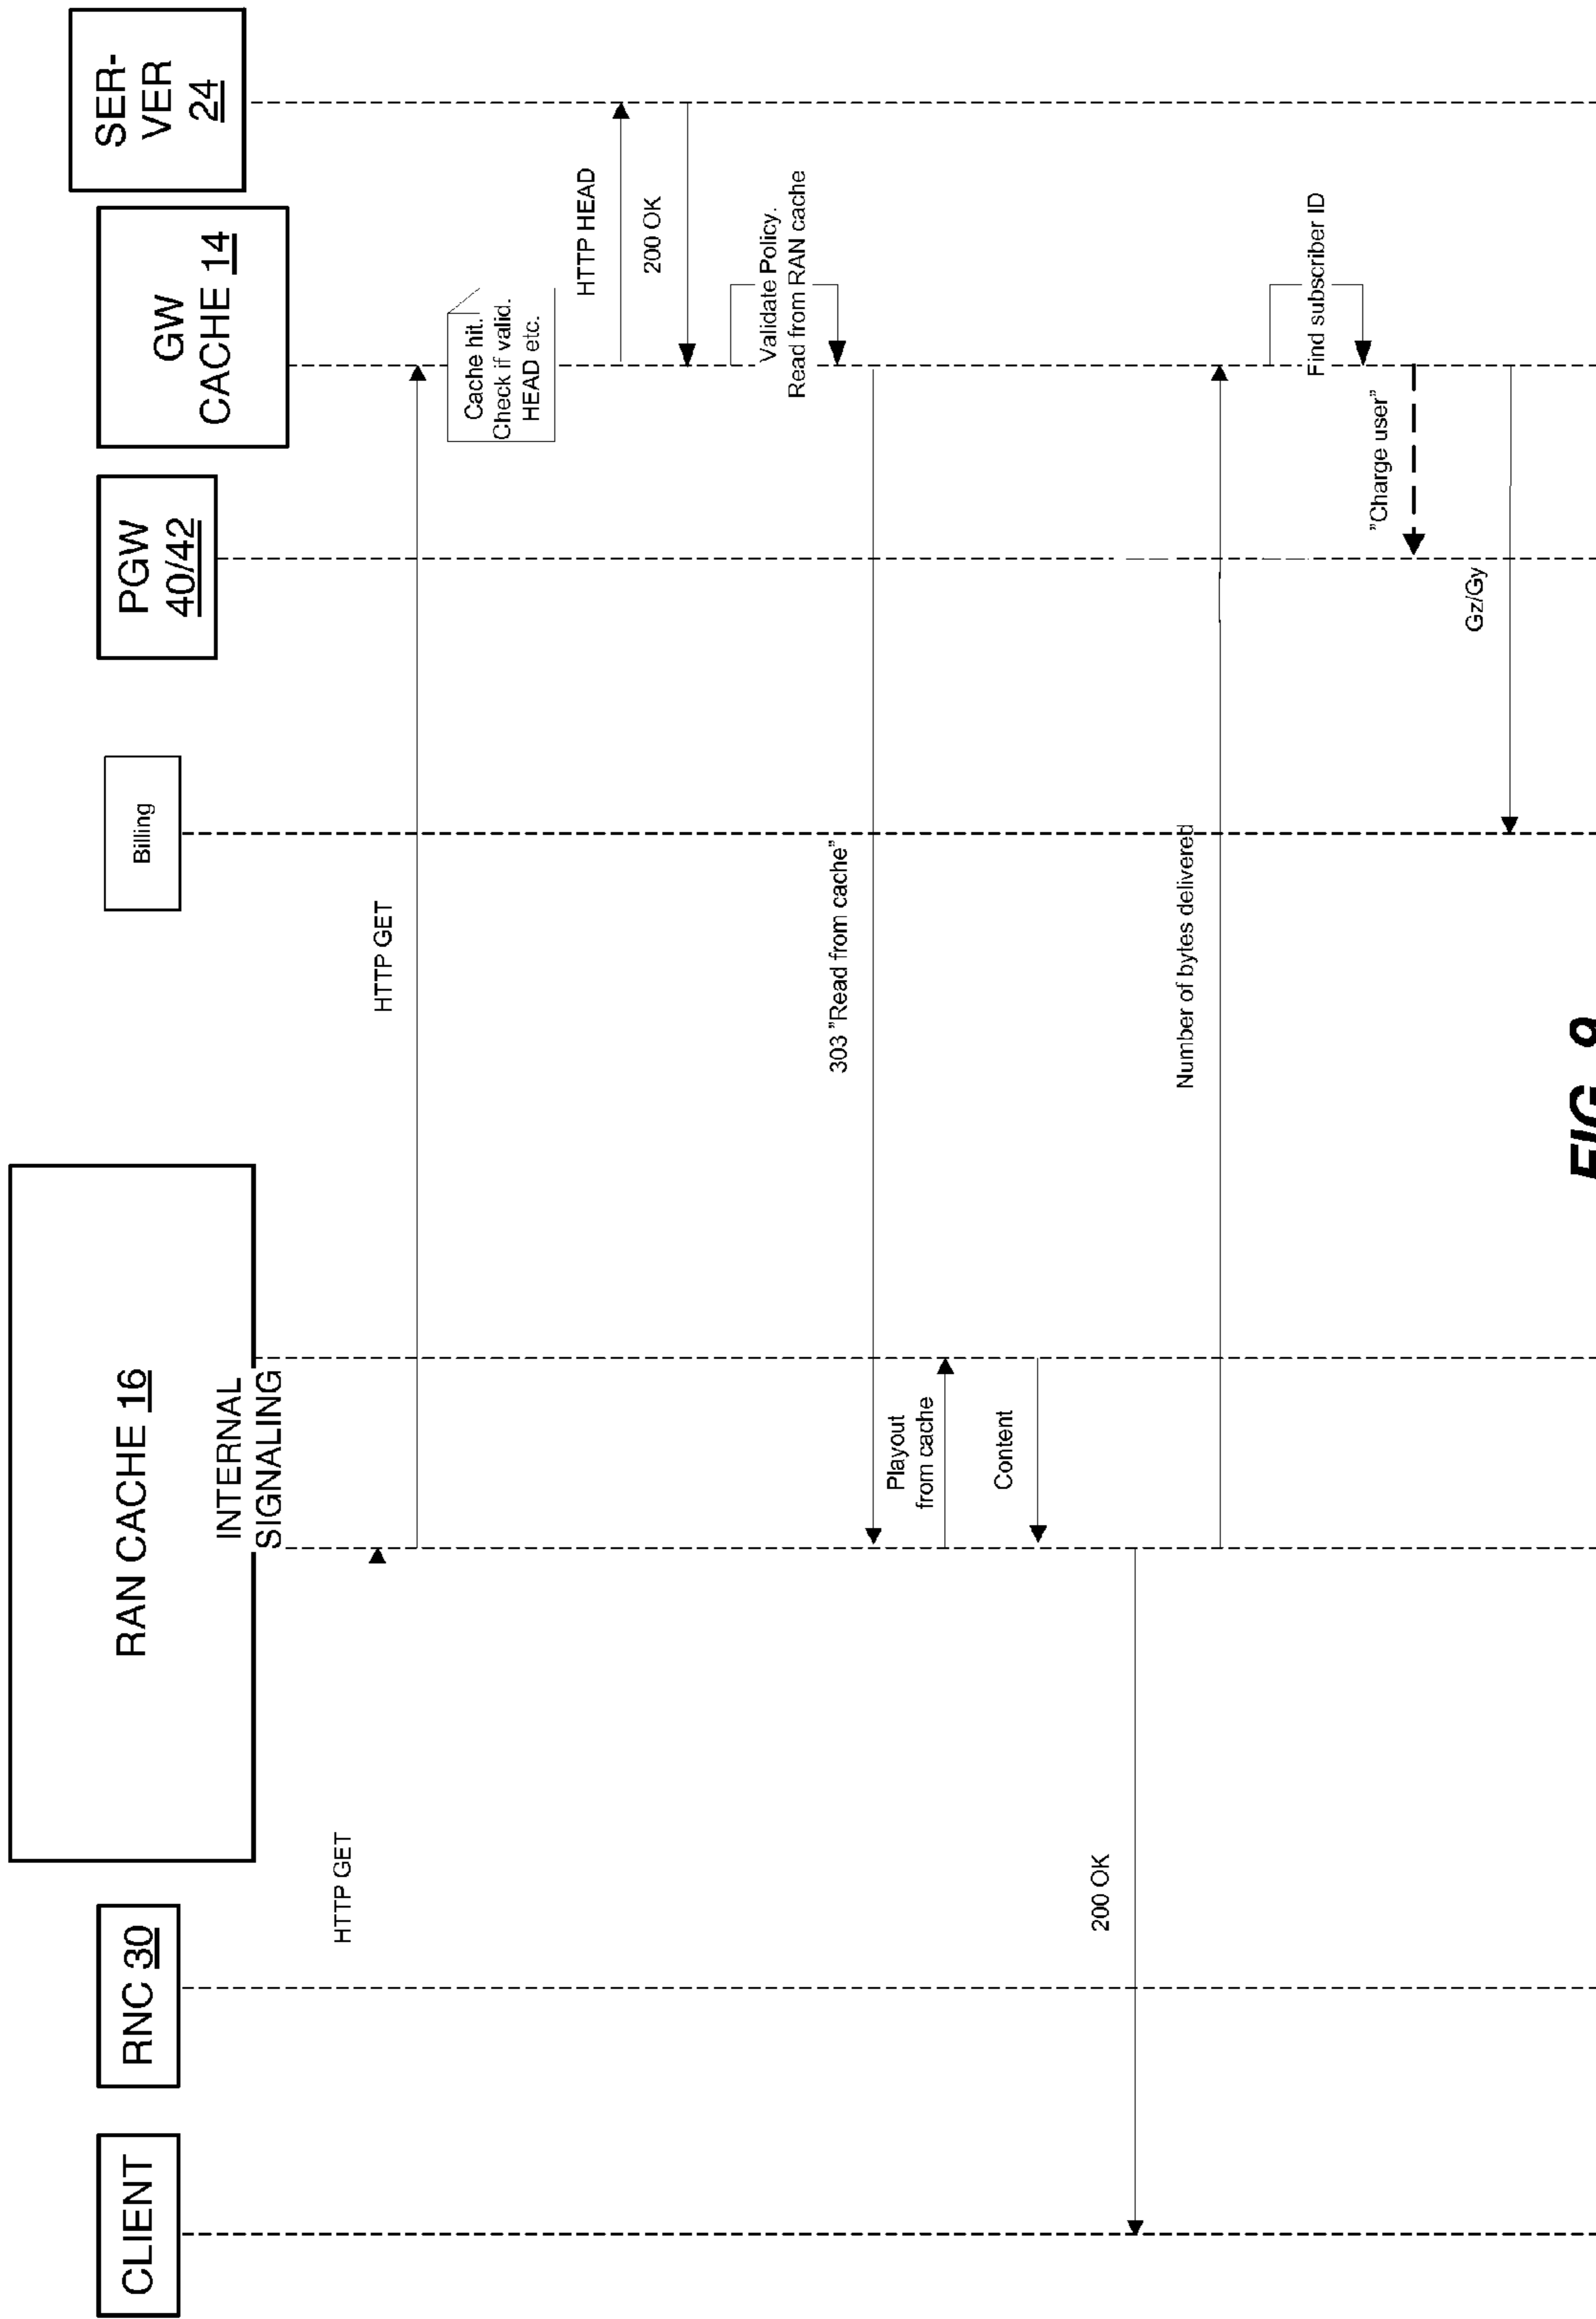 CLIENT
RNC 30
RAN CACHE 16
INTERNAL
SIGNALING
Billing
PGW
40/42
GW
CACHE 14
SER-
VER
24
HTTP GET
HTTP GET
Cache hit.
Check if valid.
HEAD etc.
HTTP HEAD
200 OK
Validate Policy.
Read from RAN cache
303 "Read from cache"
Playout
from cache
Content
200 OK
Number of bytes delivered
Find subscriber ID
"Charge user"
Gz/Gy
FIG.